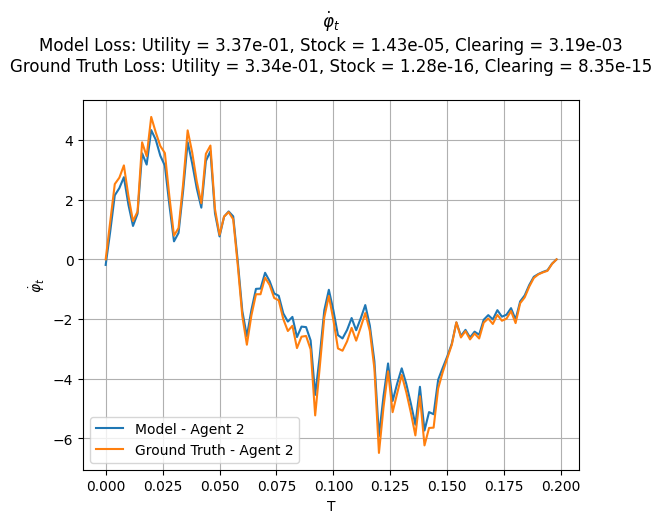 φ̇ₜ
Model Loss: Utility = 3.37e-01, Stock = 1.43e-05, Clearing = 3.19e-03
Ground Truth Loss: Utility = 3.34e-01, Stock = 1.28e-16, Clearing = 8.35e-15
4
2
0
−2
−4
−6
φ̇ₜ
Model - Agent 2
Ground Truth - Agent 2
0.000 0.025 0.050 0.075 0.100 0.125 0.150 0.175 0.200
T